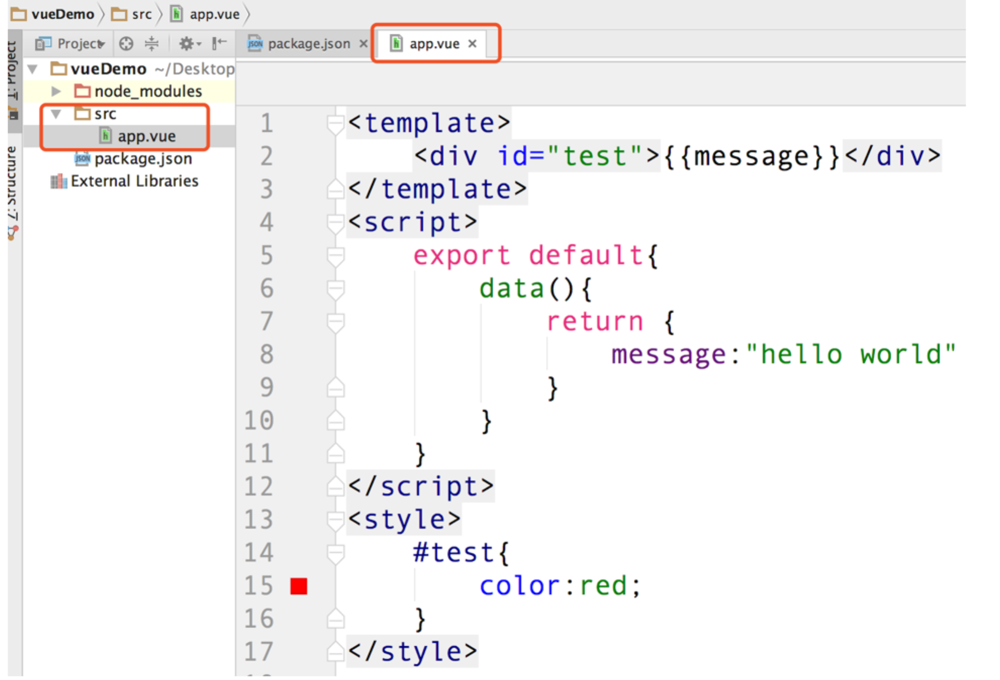 vueDemo src app.vue
1: Project
Project
package.json
app.vue
vueDemo ~/Desktop
node_modules
src
app.vue
package.json
External Libraries
7: Structure
1 <template>
2 <div id="test">{{message}}</div>
3 </template>
4 <script>
5 export default{
6 data(){
7 return {
8 message:"hello world"
9 }
10 }
11 }
12 </script>
13 <style>
14 #test{
15 color:red;
16 }
17 </style>